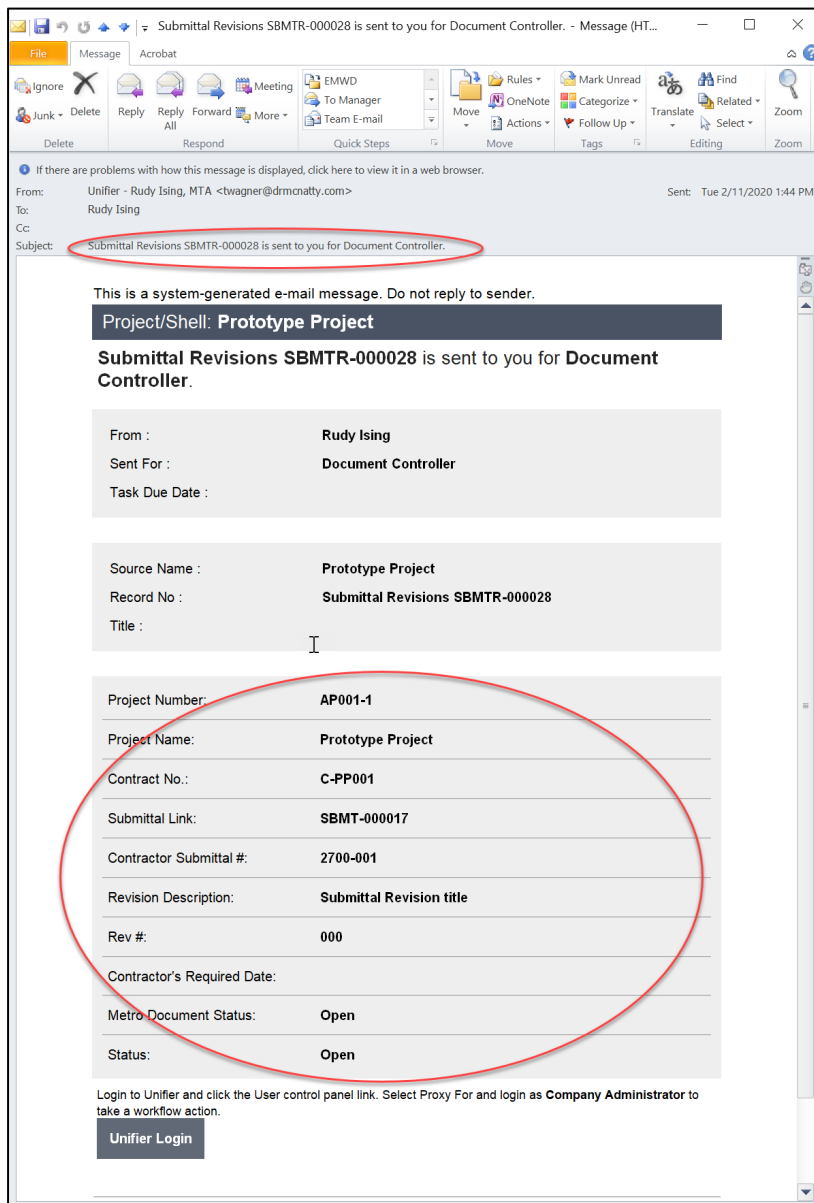 Submittal Revisions SBMTR-000028 is sent to you for Document Controller. - Message (HT...
File Message Acrobat
Ignore
Junk
Delete
Reply
Reply All
Forward
Meeting
More
EMWD
To Manager
Team E-mail
Move
Rules
OneNote
Actions
Mark Unread
Categorize
Follow Up
Translate
Find
Related
Select
Zoom
Delete Respond Quick Steps Move Tags Editing Zoom
If there are problems with how this message is displayed, click here to view it in a web browser.
From: Unifier - Rudy Ising, MTA <twagner@drmcnatty.com> Sent: Tue 2/11/2020 1:44 PM
To: Rudy Ising
Cc:
Subject: Submittal Revisions SBMTR-000028 is sent to you for Document Controller.
This is a system-generated e-mail message. Do not reply to sender.
Project/Shell: Prototype Project
Submittal Revisions SBMTR-000028 is sent to you for Document
Controller.
From : Rudy Ising
Sent For : Document Controller
Task Due Date :
Source Name : Prototype Project
Record No : Submittal Revisions SBMTR-000028
Title :
Project Number: AP001-1
Project Name: Prototype Project
Contract No.: C-PP001
Submittal Link: SBMT-000017
Contractor Submittal #: 2700-001
Revision Description: Submittal Revision title
Rev #: 000
Contractor's Required Date:
Metro Document Status: Open
Status: Open
Login to Unifier and click the User control panel link. Select Proxy For and login as Company Administrator to
take a workflow action.
Unifier Login